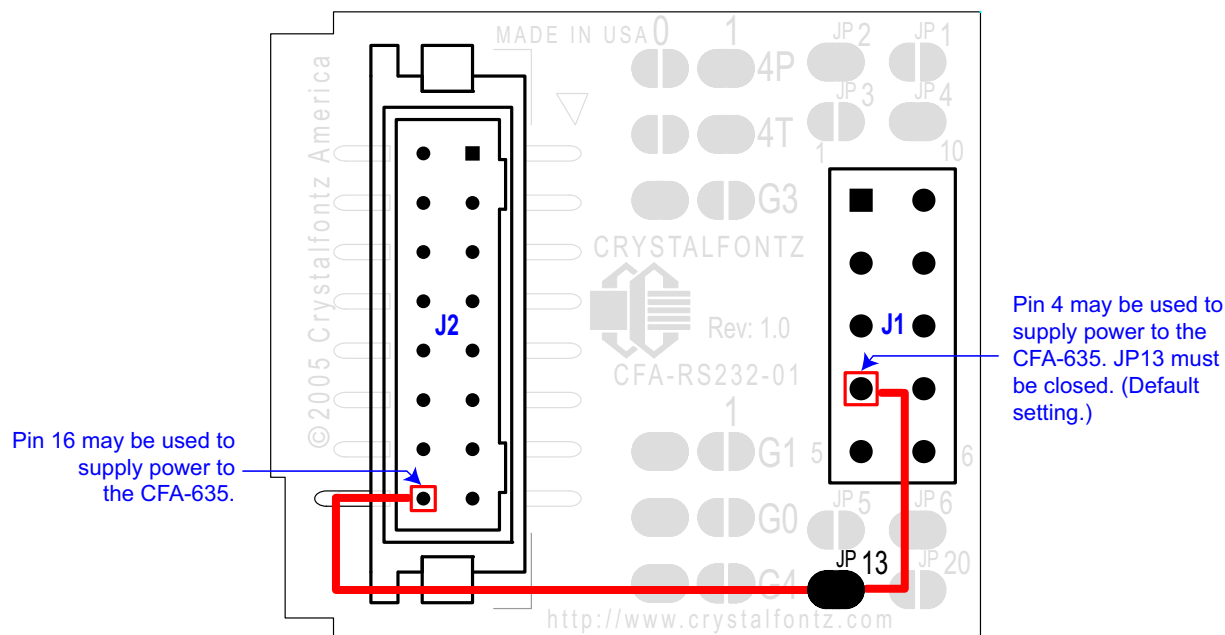 MADE IN USA
0 1
4P
JP2
JP1
4T
JP3
JP4
1
10
G3
©2005 Crystalfontz America
CRYSTALFONTZ
J2
Rev: 1.0
J1
CFA-RS232-01
Pin 4 may be used to
supply power to the
CFA-635. JP13 must
be closed. (Default
setting.)
Pin 16 may be used to
supply power to
the CFA-635.
1
G1
5
6
G0
JP5
JP6
G4
JP13
JP20
http://www.crystalfontz.com